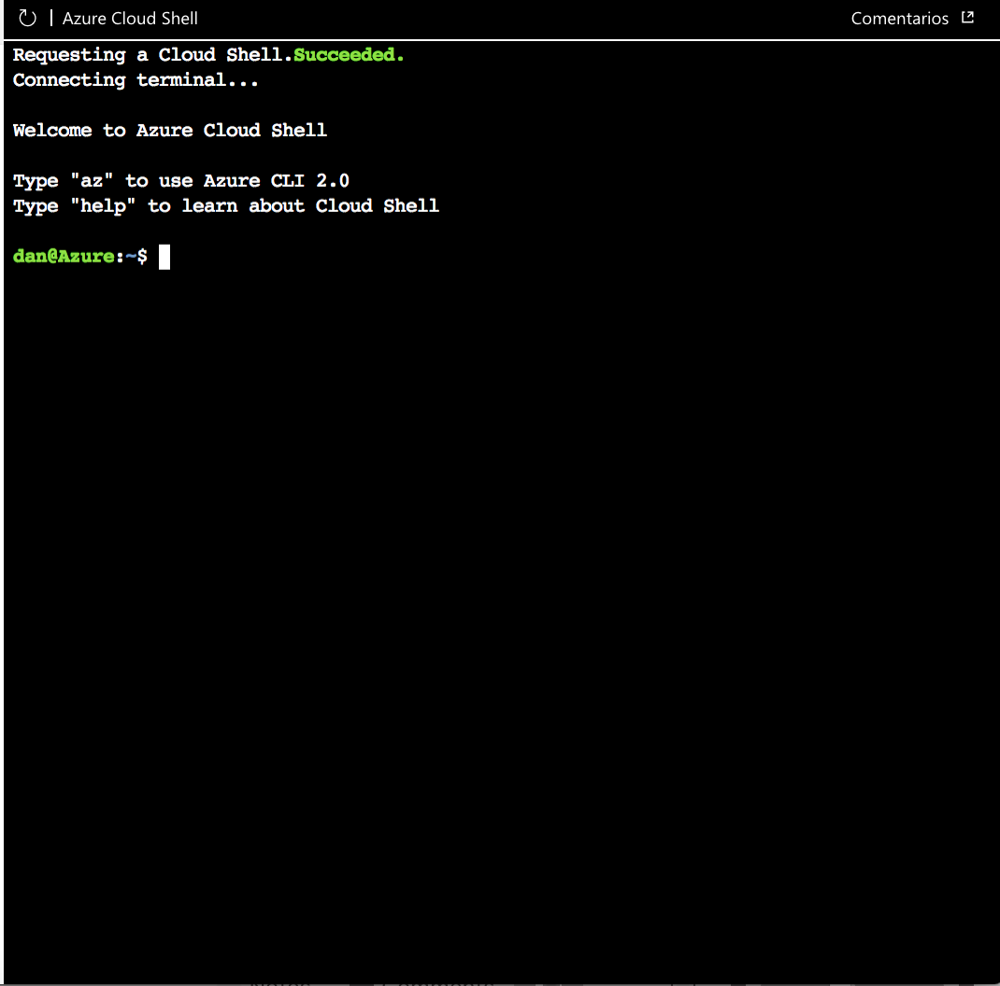 Azure Cloud Shell
Comentarios
Requesting a Cloud Shell.Succeeded.
Connecting terminal...
Welcome to Azure Cloud Shell
Type "az" to use Azure CLI 2.0
Type "help" to learn about Cloud Shell
dan@Azure:~$